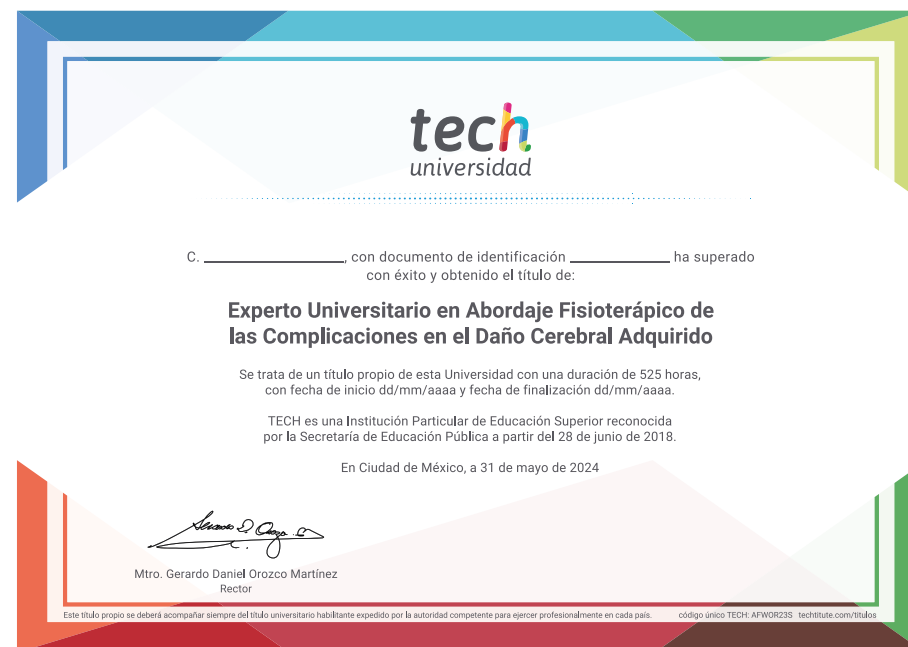 tech
universidad
C. ____________________, con documento de identificación ______________ ha superado
con éxito y obtenido el título de:
Experto Universitario en Abordaje Fisioterápico de
las Complicaciones en el Daño Cerebral Adquirido
Se trata de un título propio de esta Universidad con una duración de 525 horas,
con fecha de inicio dd/mm/aaaa y fecha de finalización dd/mm/aaaa.
TECH es una Institución Particular de Educación Superior reconocida
por la Secretaría de Educación Pública a partir del 28 de junio de 2018.
En Ciudad de México, a 31 de mayo de 2024
Mtro. Gerardo Daniel Orozco Martínez
Rector
Este título propio se deberá acompañar siempre del título universitario habilitante expedido por la autoridad competente para ejercer profesionalmente en cada país. código único TECH: AFWOR23S techtitute.com/titulos